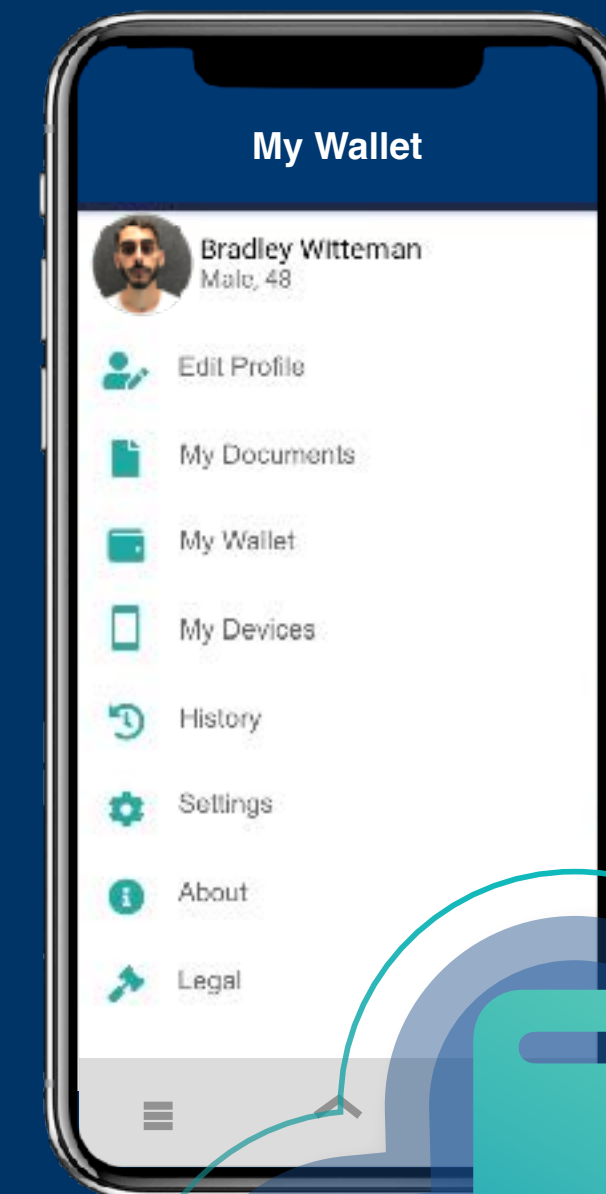 My Wallet
Bradley Witteman
Male, 48
Edit Profile
My Documents
My Wallet
My Devices
History
Settings
About
Legal